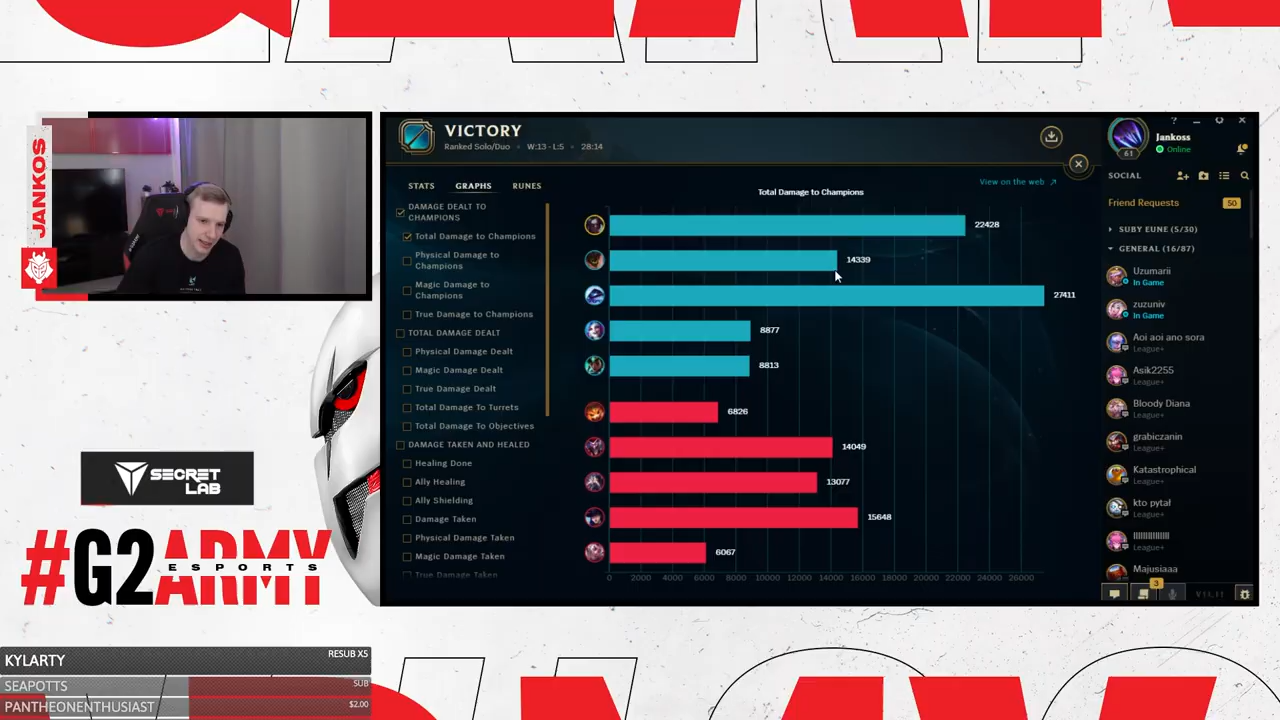 JANKOS
SECRET
LAB
#G2ARMY
ESPORTS
KYLARTY
RESUB X5
SEAPOTTS
SUB
PANTHEONENTHUSIAST
$2.00
VICTORY
Ranked Solo/Duo • W:13 - L:5 • 28:14
STATS
GRAPHS
RUNES
View on the web
DAMAGE DEALT TO
CHAMPIONS
Total Damage to Champions
Physical Damage to
Champions
Magic Damage to
Champions
True Damage to Champions
TOTAL DAMAGE DEALT
Physical Damage Dealt
Magic Damage Dealt
True Damage Dealt
Total Damage To Turrets
Total Damage To Objectives
DAMAGE TAKEN AND HEALED
Healing Done
Ally Healing
Ally Shielding
Damage Taken
Physical Damage Taken
Magic Damage Taken
True Damage Taken
Total Damage to Champions
22428
14339
27411
8877
8813
6826
14049
13077
15648
6067
0 2000 4000 6000 8000 10000 12000 14000 16000 18000 20000 22000 24000 26000
61
Jankoss
Online
SOCIAL
Friend Requests
50
SUBY EUNE (5/30)
GENERAL (16/87)
Uzumarii
In Game
zuzuniv
In Game
Aoi aoi ano sora
League+
Asik2255
League+
Bloody Diana
League+
grabiczanin
League+
Katastrophical
League+
kto pytał
League+
League+
Majusiaaa
3
V11.11